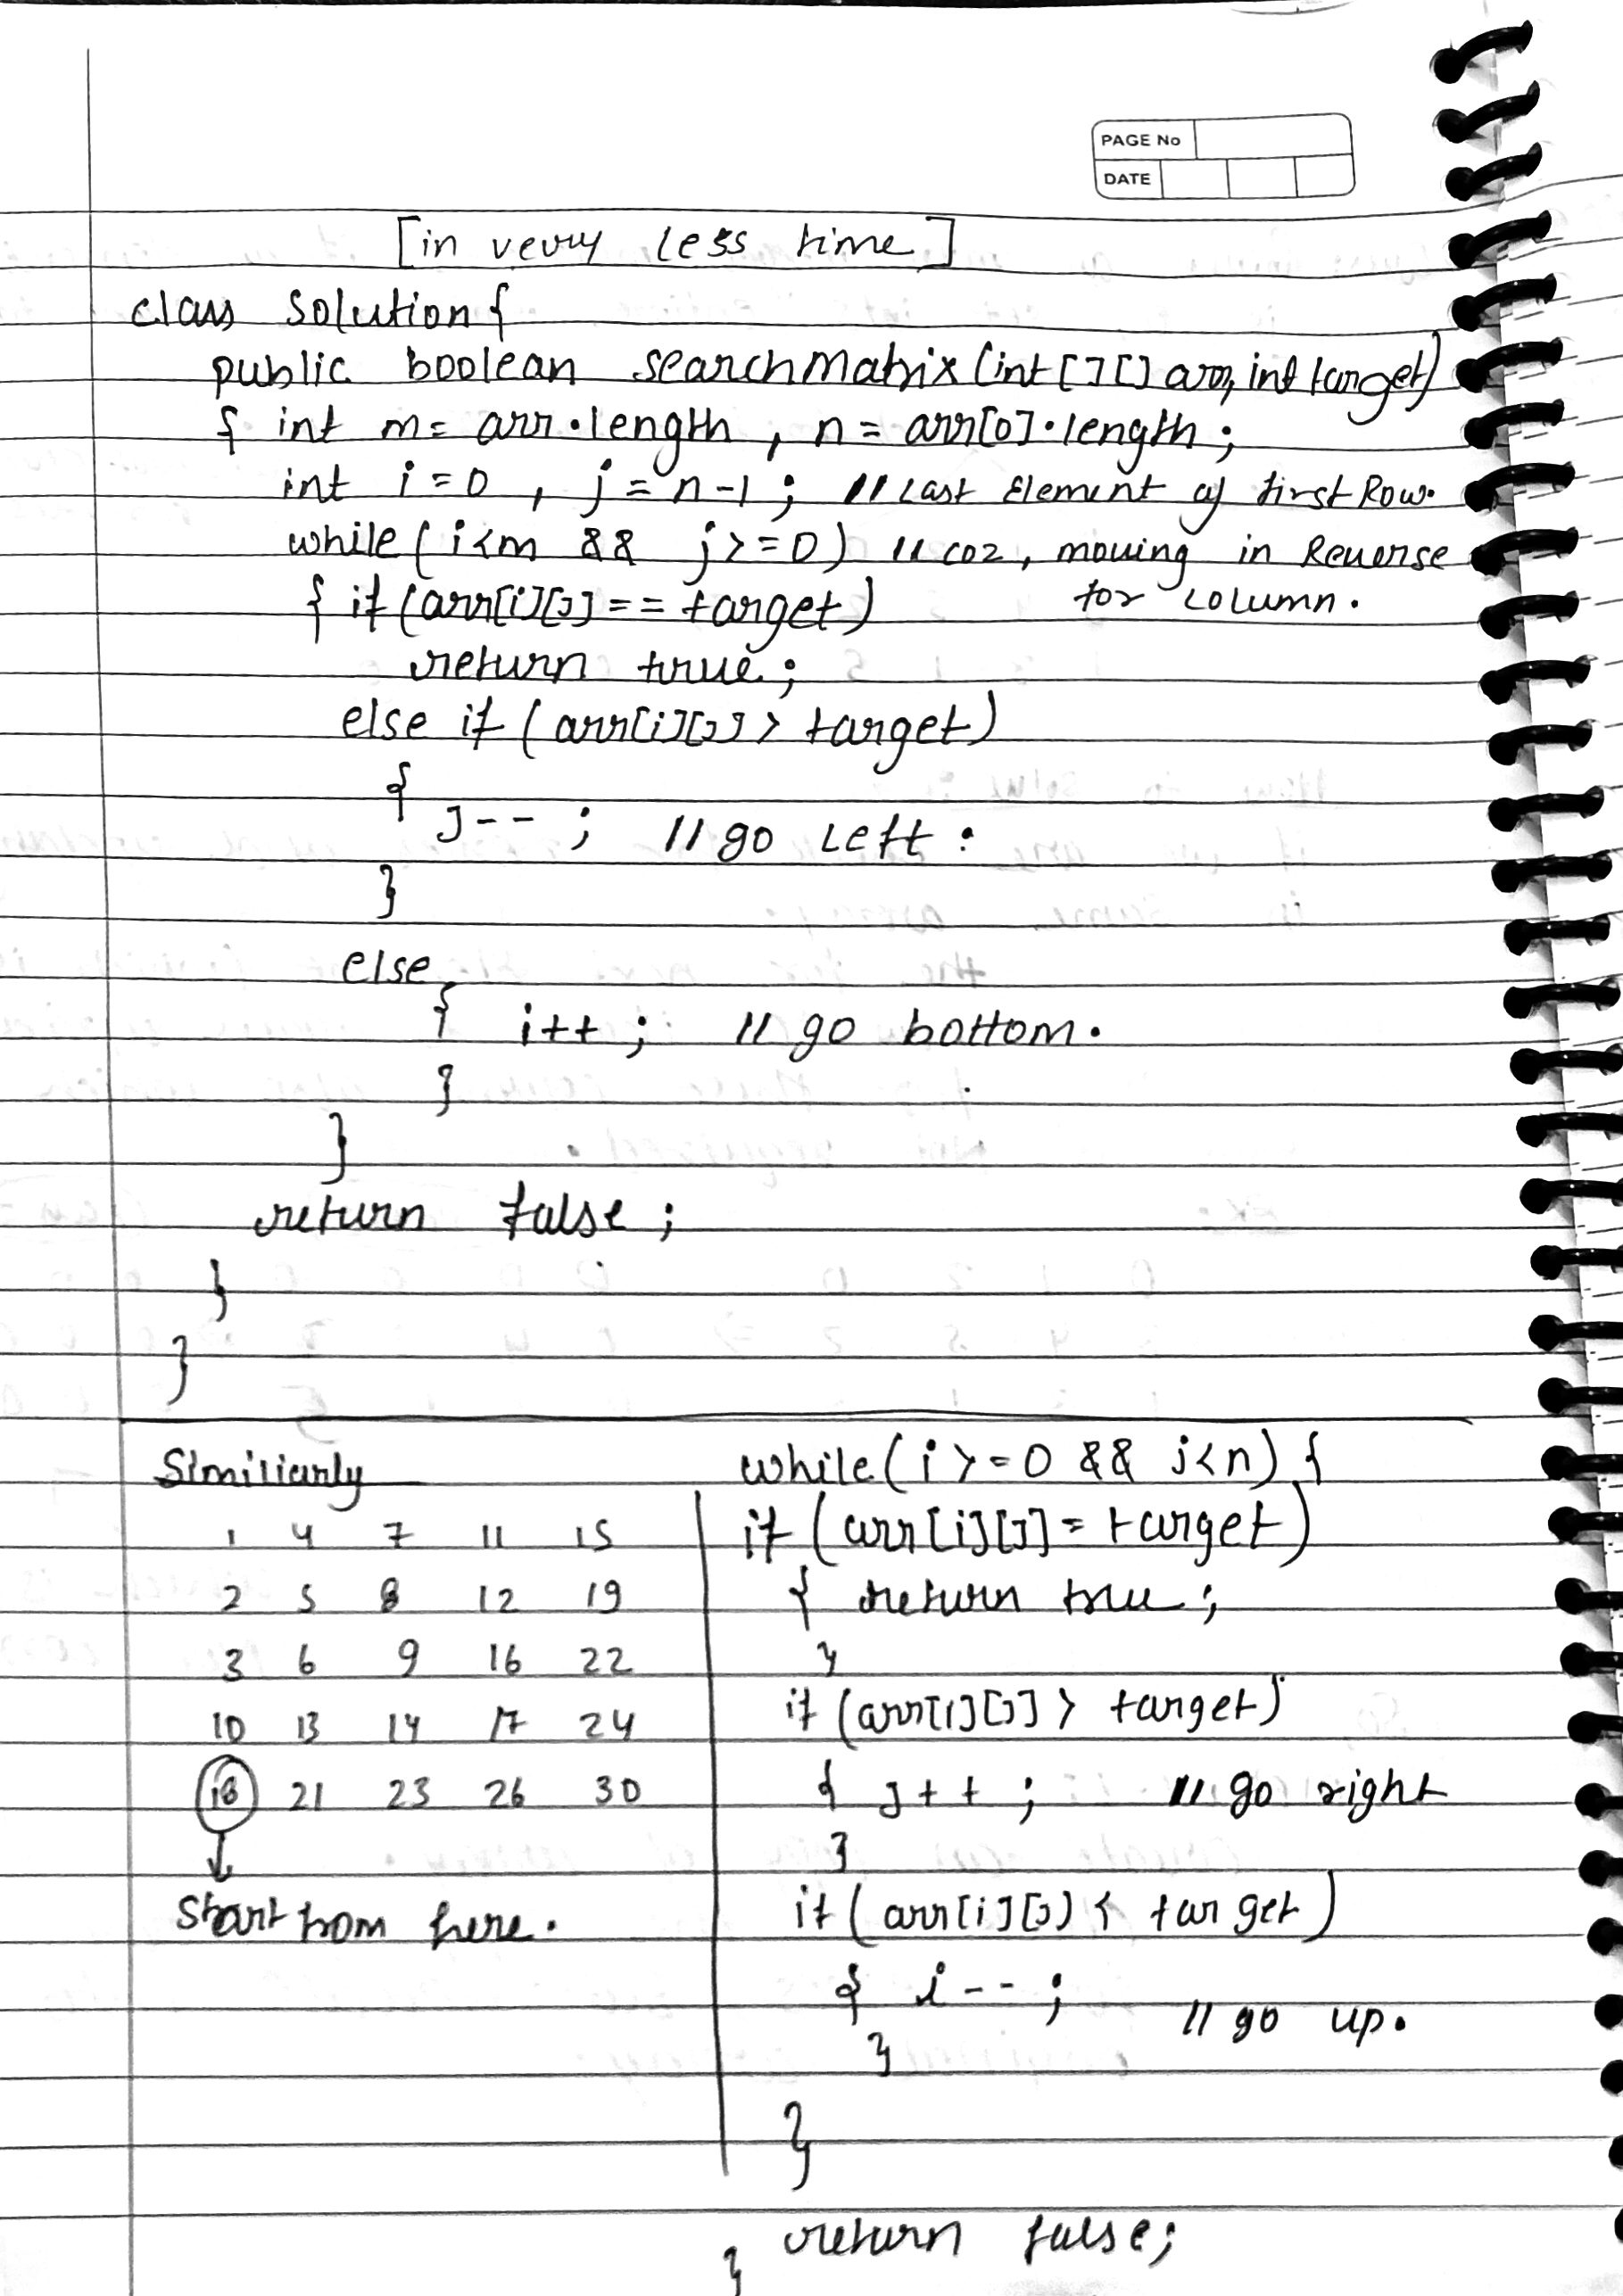 PAGE No
DATE
[in veruy less time]
class solution {
public boolean searchMatrix (int [][] arr, int target)
{ int m = arr.length , n = arr[0].length ;
int i = 0 , j = n-1 ; // Last Element of first Row.
while ( i < m && j >= 0 ) // coz, moving in Reverse
for column.
{ if (arr[i][j] == target)
return true ;
else if ( arr[i][j] > target)
{
j-- ; // go Left :
}
else
{ i++ ; // go bottom .
}
}
return false ;
}
}
Similiarly
1 4 7 11 15
2 5 8 12 19
3 6 9 16 22
10 13 14 17 24
18 21 23 26 30
start from here .
while ( i >= 0 && j < n ) {
if ( arr [i][j] = target )
{ return true ;
}
if ( arr[i][j] > target )
{ j++ ; // go right
}
if ( arr[i][j) < target )
{ i-- ;
// go up .
}
}
return false ;
}